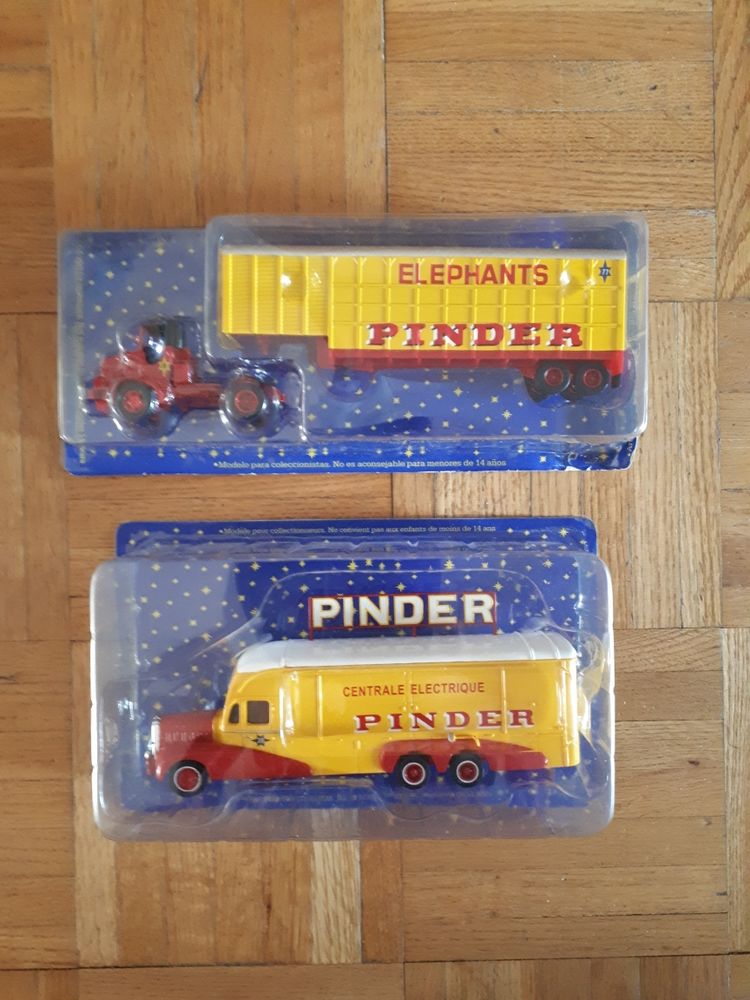 ELEPHANTS
77
PINDER
•Modelo para coleccionistas. No es aconsejable para menores de 14 años
•Modèle pour collectionneurs. Ne convient pas aux enfants de moins de 14 ans
PINDER
CENTRALE ELECTRIQUE
PINDER